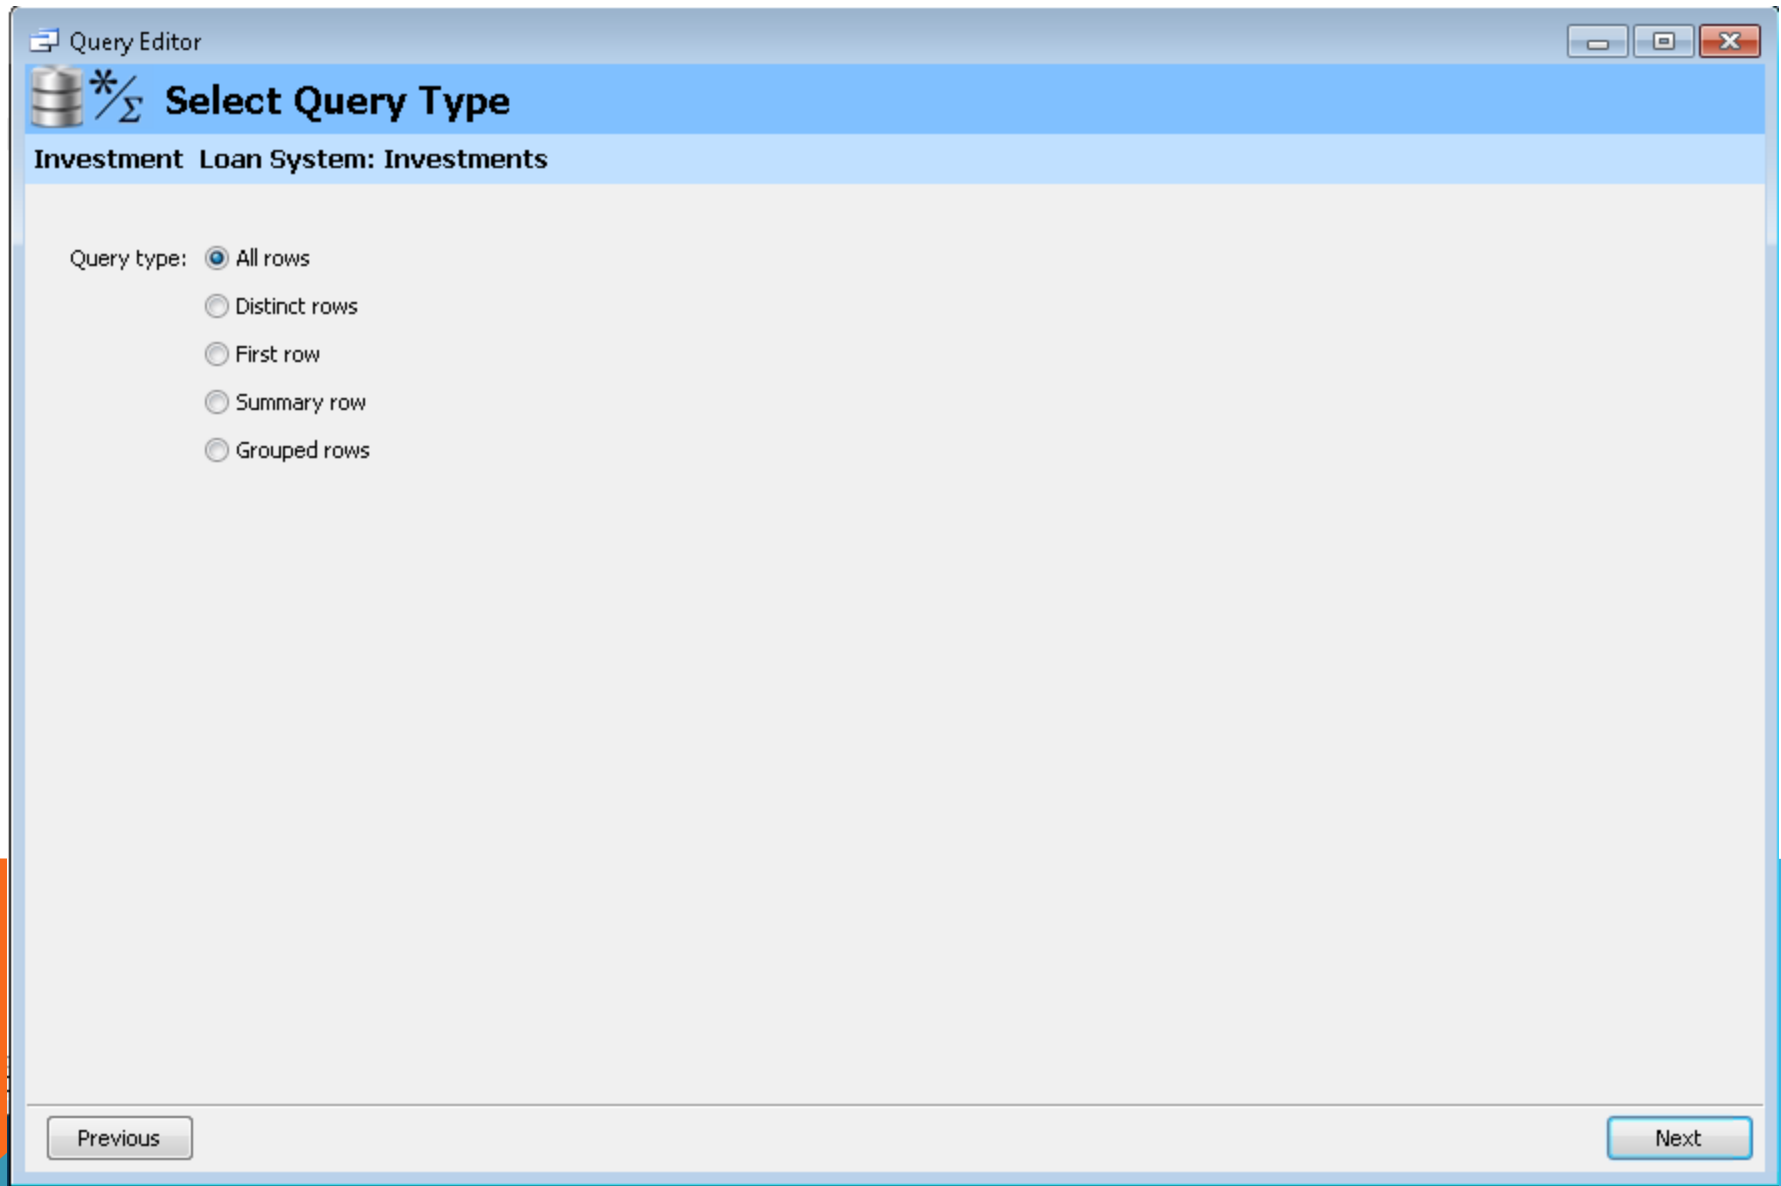 Query Editor
*/Σ Select Query Type
Investment Loan System: Investments
Query type: All rows
Distinct rows
First row
Summary row
Grouped rows
Previous Next